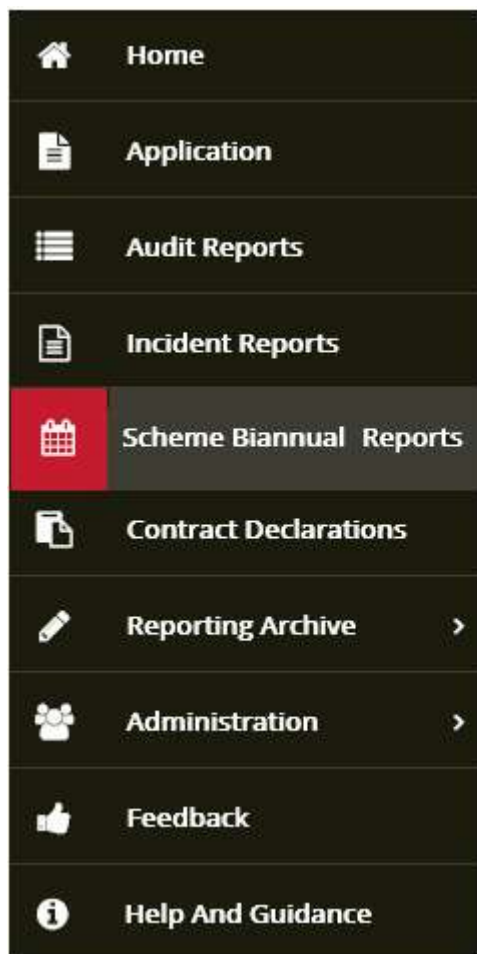 Home
Application
Audit Reports
Incident Reports
Scheme Biannual Reports
Contract Declarations
Reporting Archive
Administration
Feedback
Help And Guidance